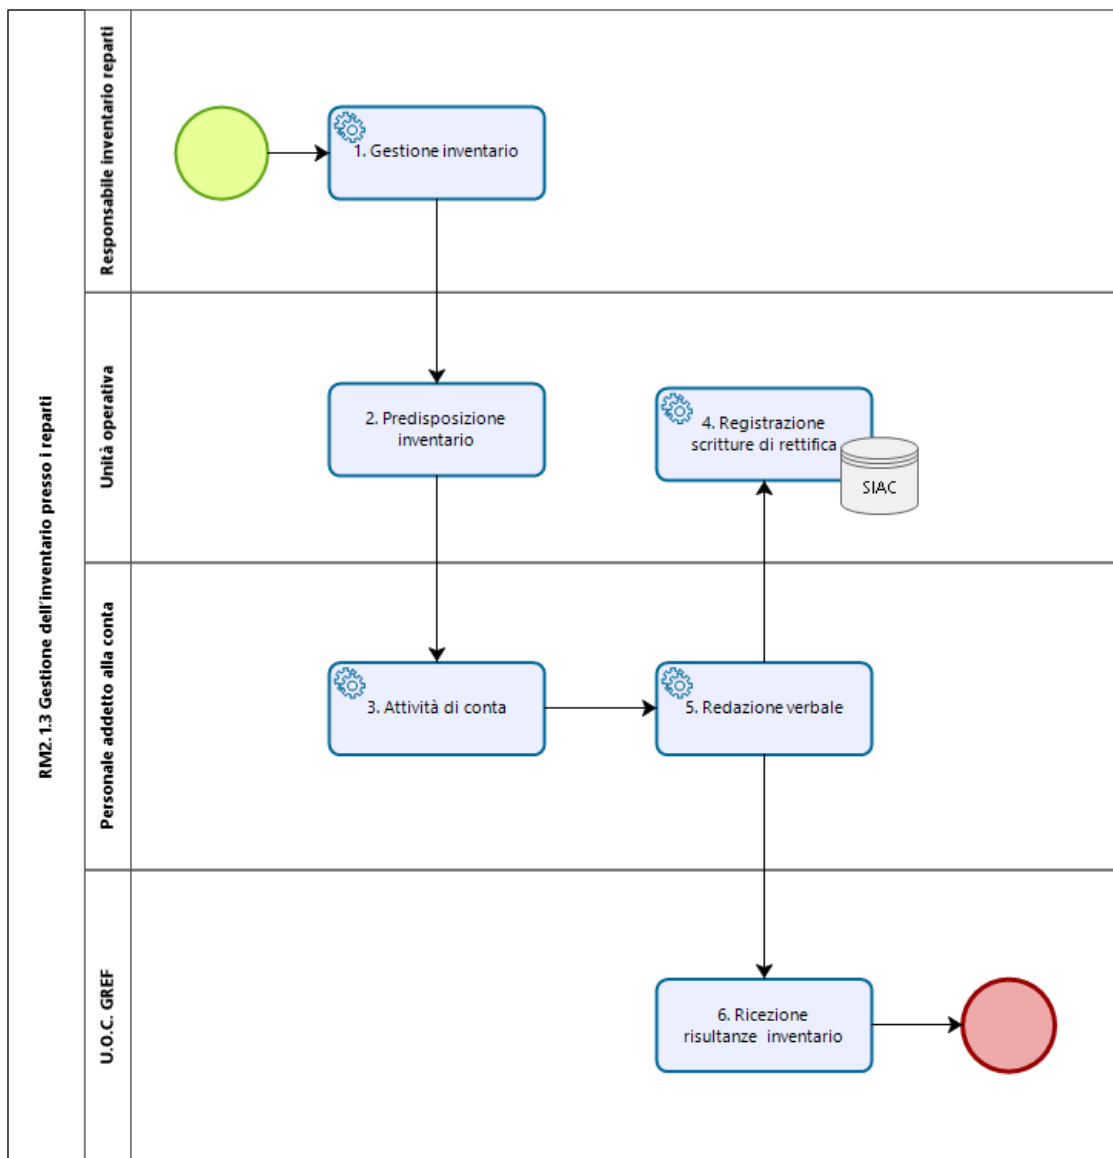 RM2.1.3 Gestione dell'inventario presso i reparti
Responsabile inventario reparti
1. Gestione inventario
Unità operativa
2. Predisposizione
inventario
4. Registrazione
scritture di rettifica
SIAC
Personale addetto alla conta
3. Attività di conta
5. Redazione verbale
U.O.C. GREF
6. Ricezione
risultanze inventario